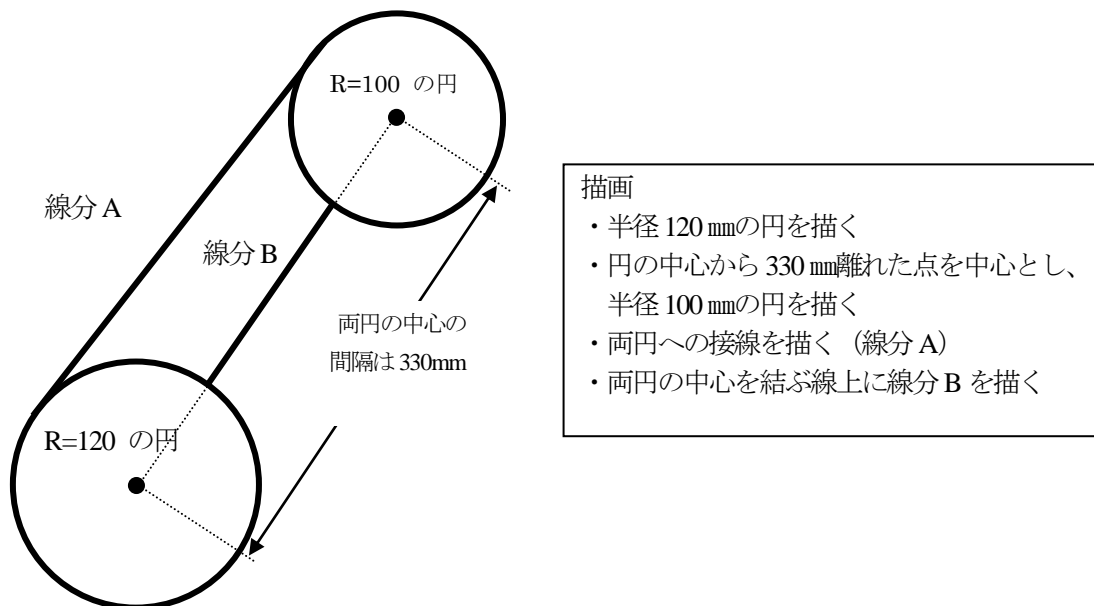 R=100 の円
線分 A
線分 B
両円の中心の
間隔は 330mm
R=120 の円
描画
・半径 120 ㎜の円を描く
・円の中心から 330 ㎜離れた点を中心とし、
半径 100 ㎜の円を描く
・両円への接線を描く（線分 A）
・両円の中心を結ぶ線上に線分 B を描く